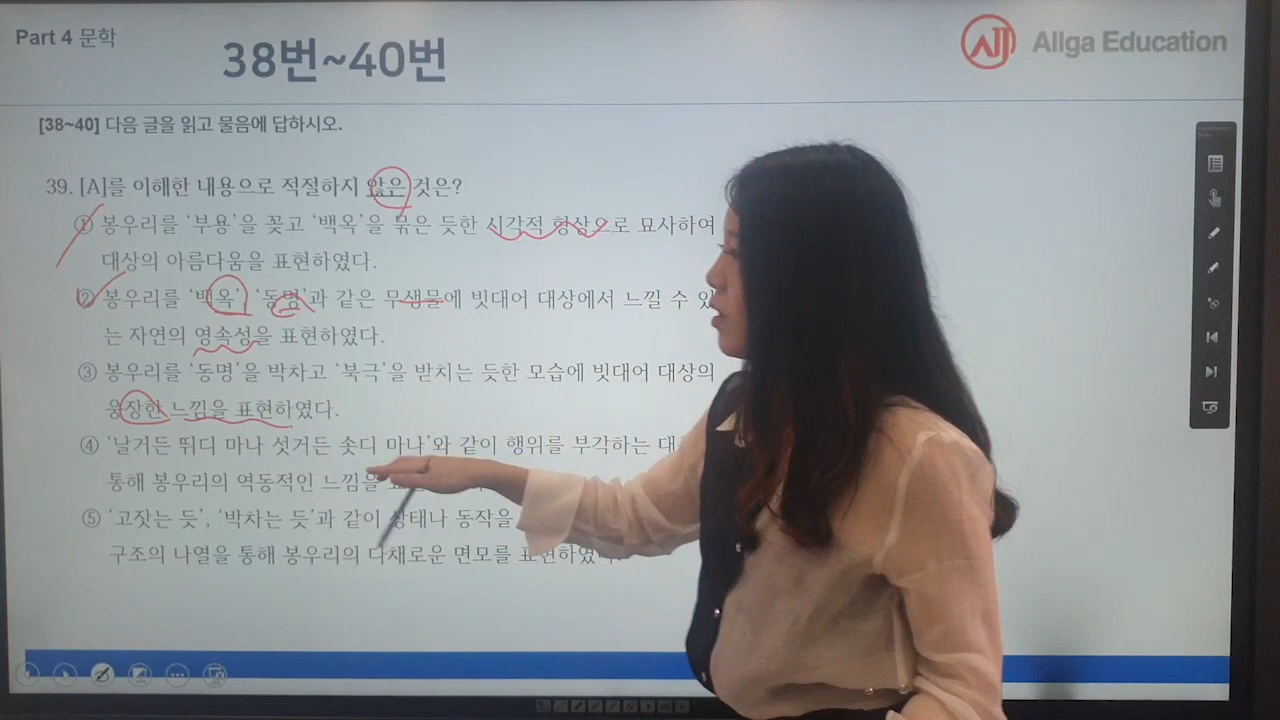 Part 4 문학
38번~40번
Allga Education
[38~40] 다음 글을 읽고 물음에 답하시오.
39. [A]를 이해한 내용으로 적절하지 않은 것은?
① 봉우리를 ‘부용’을 꽂고 ‘백옥’을 묶은 듯한 시각적 형상으로 묘사하여
대상의 아름다움을 표현하였다.
② 봉우리를 ‘백옥’, ‘동명’과 같은 무생물에 빗대어 대상에서 느낄 수 있
는 자연의 영속성을 표현하였다.
③ 봉우리를 ‘동명’을 박차고 ‘북극’을 받치는 듯한 모습에 빗대어 대상의
웅장한 느낌을 표현하였다.
④ ‘날거든 뛰디 마나 섯거든 솟디 마나’와 같이 행위를 부각하는
통해 봉우리의 역동적인 느낌을
⑤ ‘고잣는 듯’, ‘박차는 듯’과 같이 상태나 동작을
구조의 나열을 통해 봉우리의 다채로운 면모를 표현하였